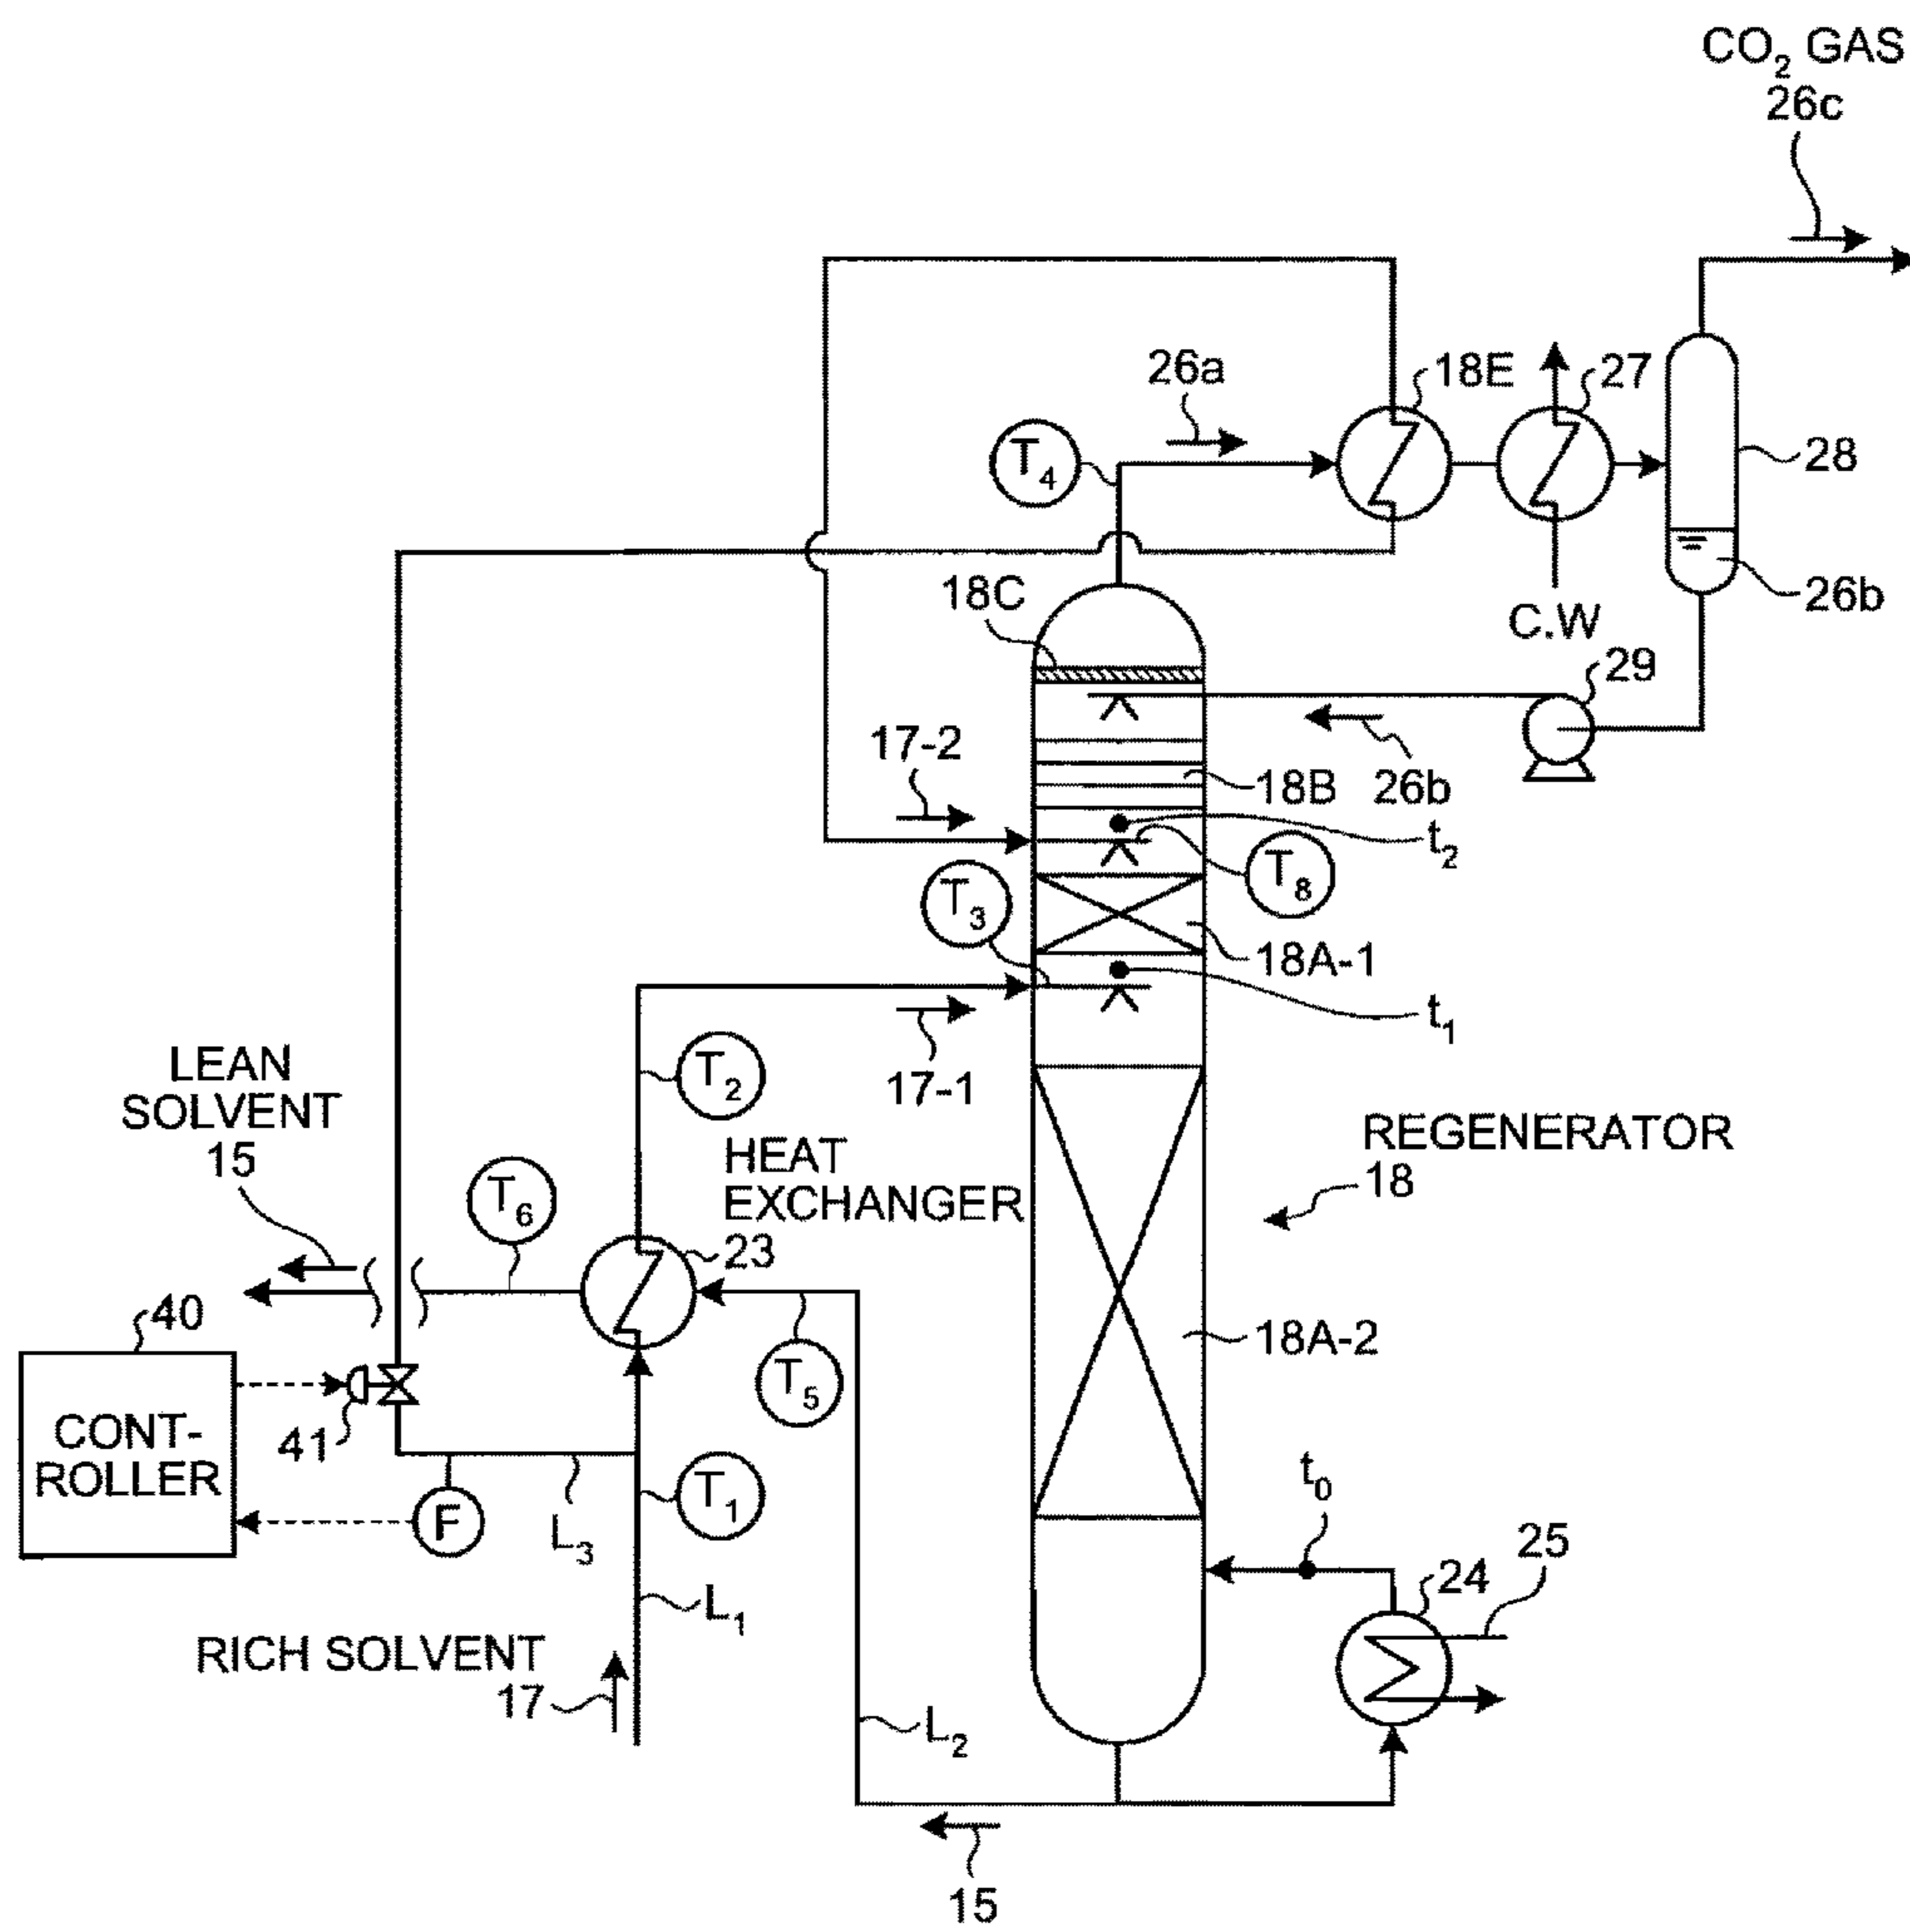 CO₂ GAS
26c
26a
18E
27
T₄
28
18C
26b
C.W
29
17-2
18B
26b
t₂
T₃
T₈
18A-1
t₁
17-1
T₂
LEAN
SOLVENT
15
REGENERATOR
18
HEAT
EXCHANGER
23
T₆
40
18A-2
T₅
CONT-
ROLLER
41
F
L₃
T₁
t₀
25
24
L₁
RICH SOLVENT
17
L₂
15